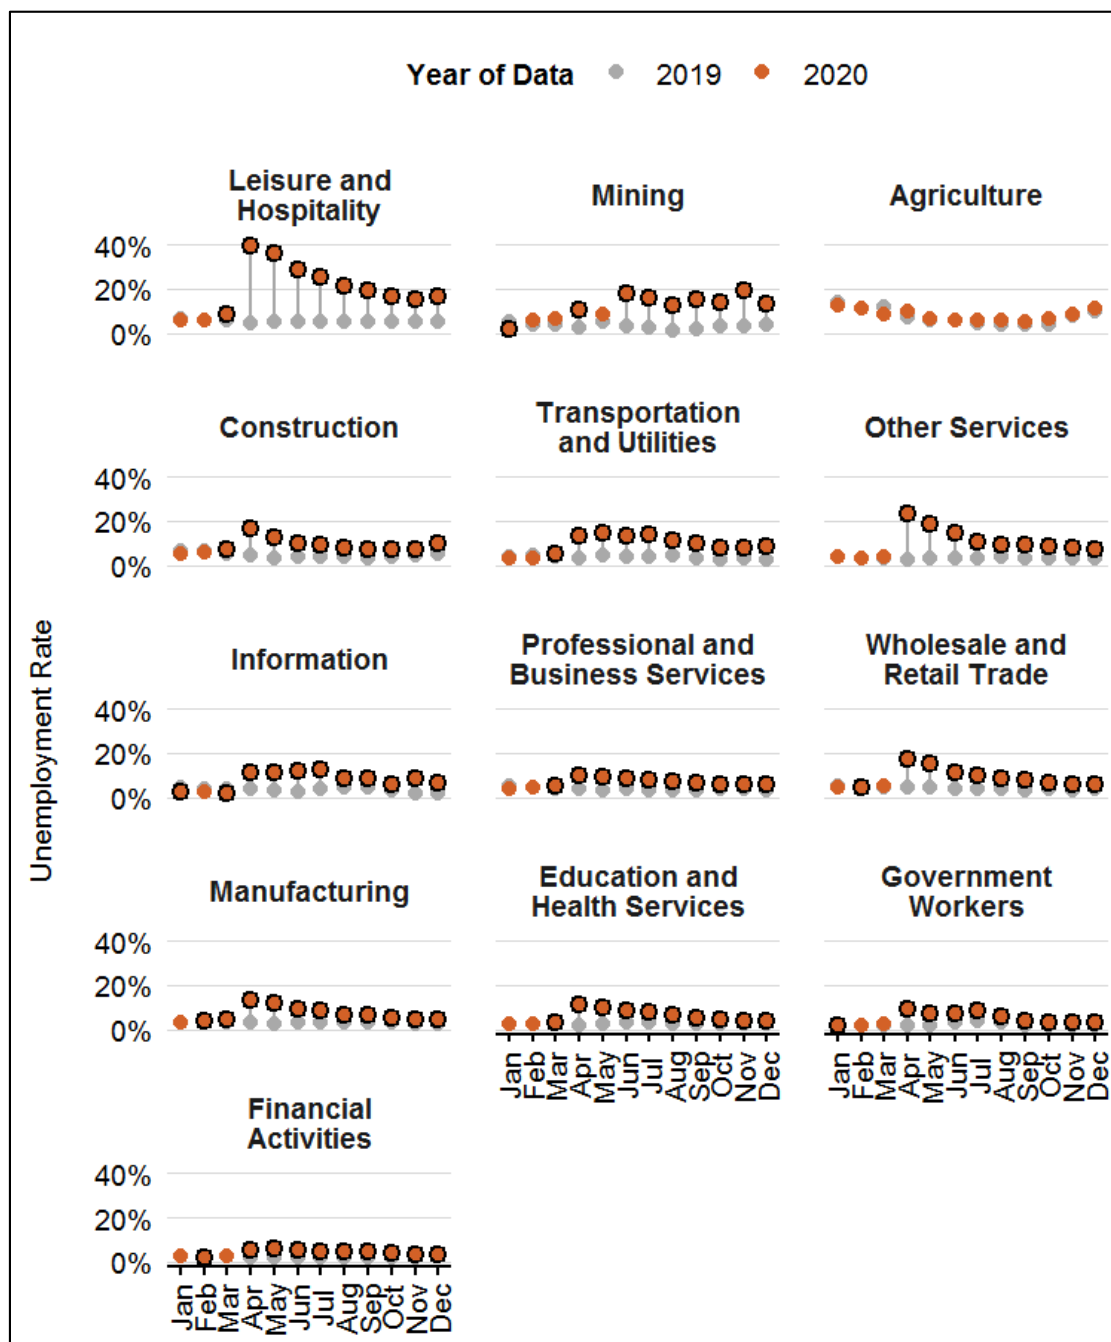 Year of Data 2019 2020
Leisure and
Hospitality
Mining
Agriculture
40%
20%
0%
Construction
Transportation
and Utilities
Other Services
40%
20%
0%
Unemployment Rate
Information
Professional and
Business Services
Wholesale and
Retail Trade
40%
20%
0%
Manufacturing
Education and
Health Services
Government
Workers
40%
20%
0%
Jan Feb Mar Apr May Jun Jul Aug Sep Oct Nov Dec
Jan Feb Mar Apr May Jun Jul Aug Sep Oct Nov Dec
Financial
Activities
40%
20%
0%
Jan Feb Mar Apr May Jun Jul Aug Sep Oct Nov Dec